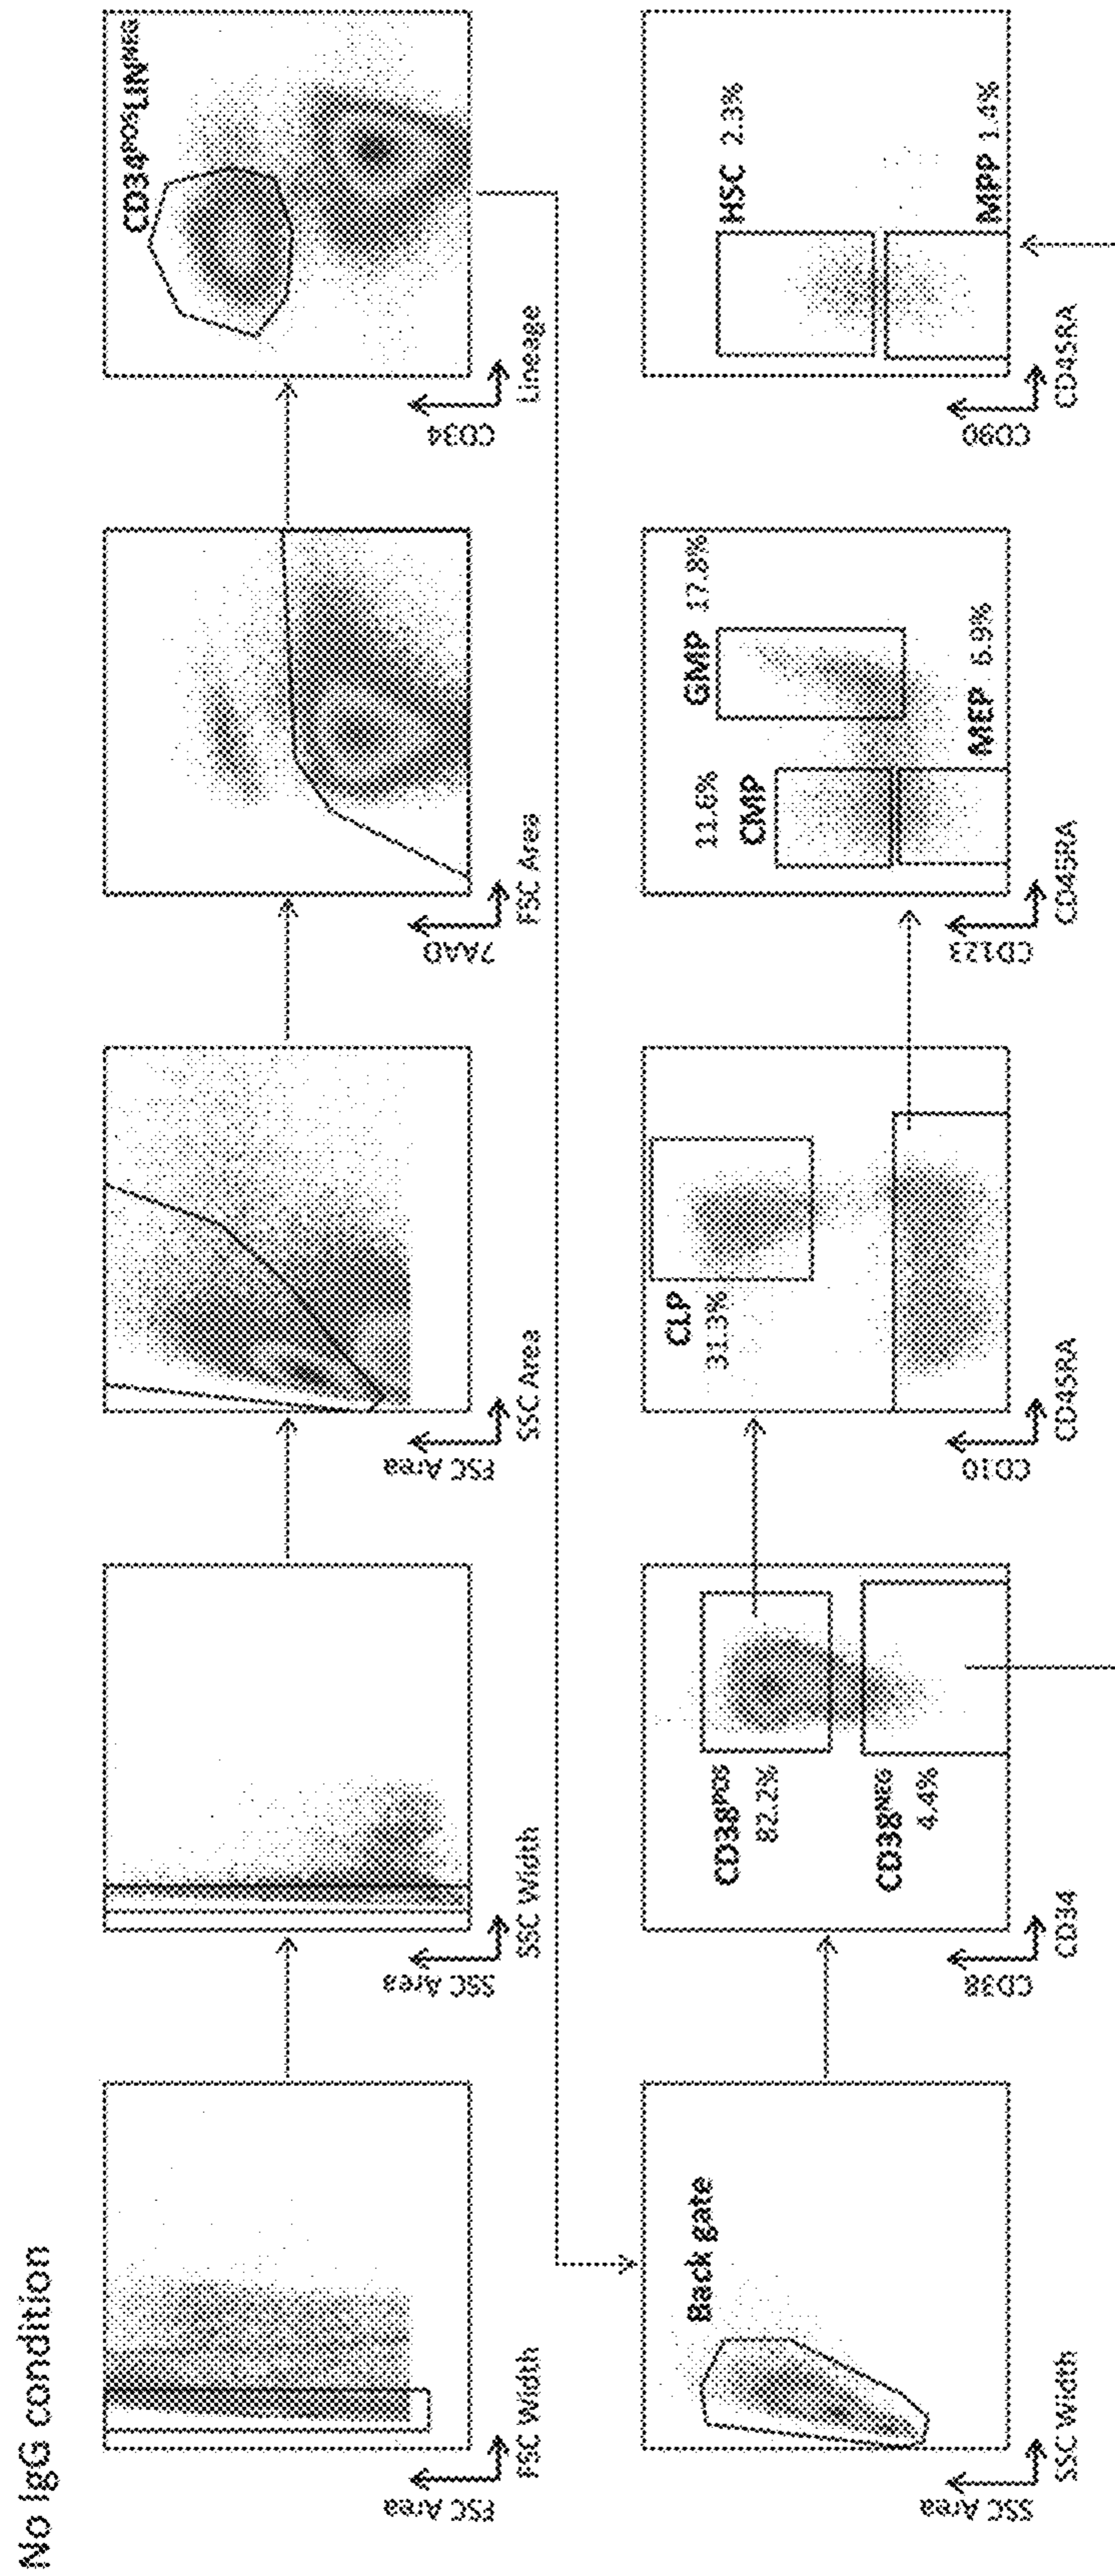 No IgG condition
FSC Area
FSC Width
SSC Area
SSC Width
FSC Area
SSC Area
7AAD
FSC Area
CD34
Lineage
CD34POSLINNEG
SSC Area
SSC Width
Back gate
CD38
CD34
CD38POS
82.2%
CD38NEG
4.4%
CD10
CD45RA
CLP
31.3%
CD123
CD45RA
11.6%
CMP
GMP 17.8%
MEP 6.9%
CD90
CD45RA
HSC 2.3%
MPP 1.4%